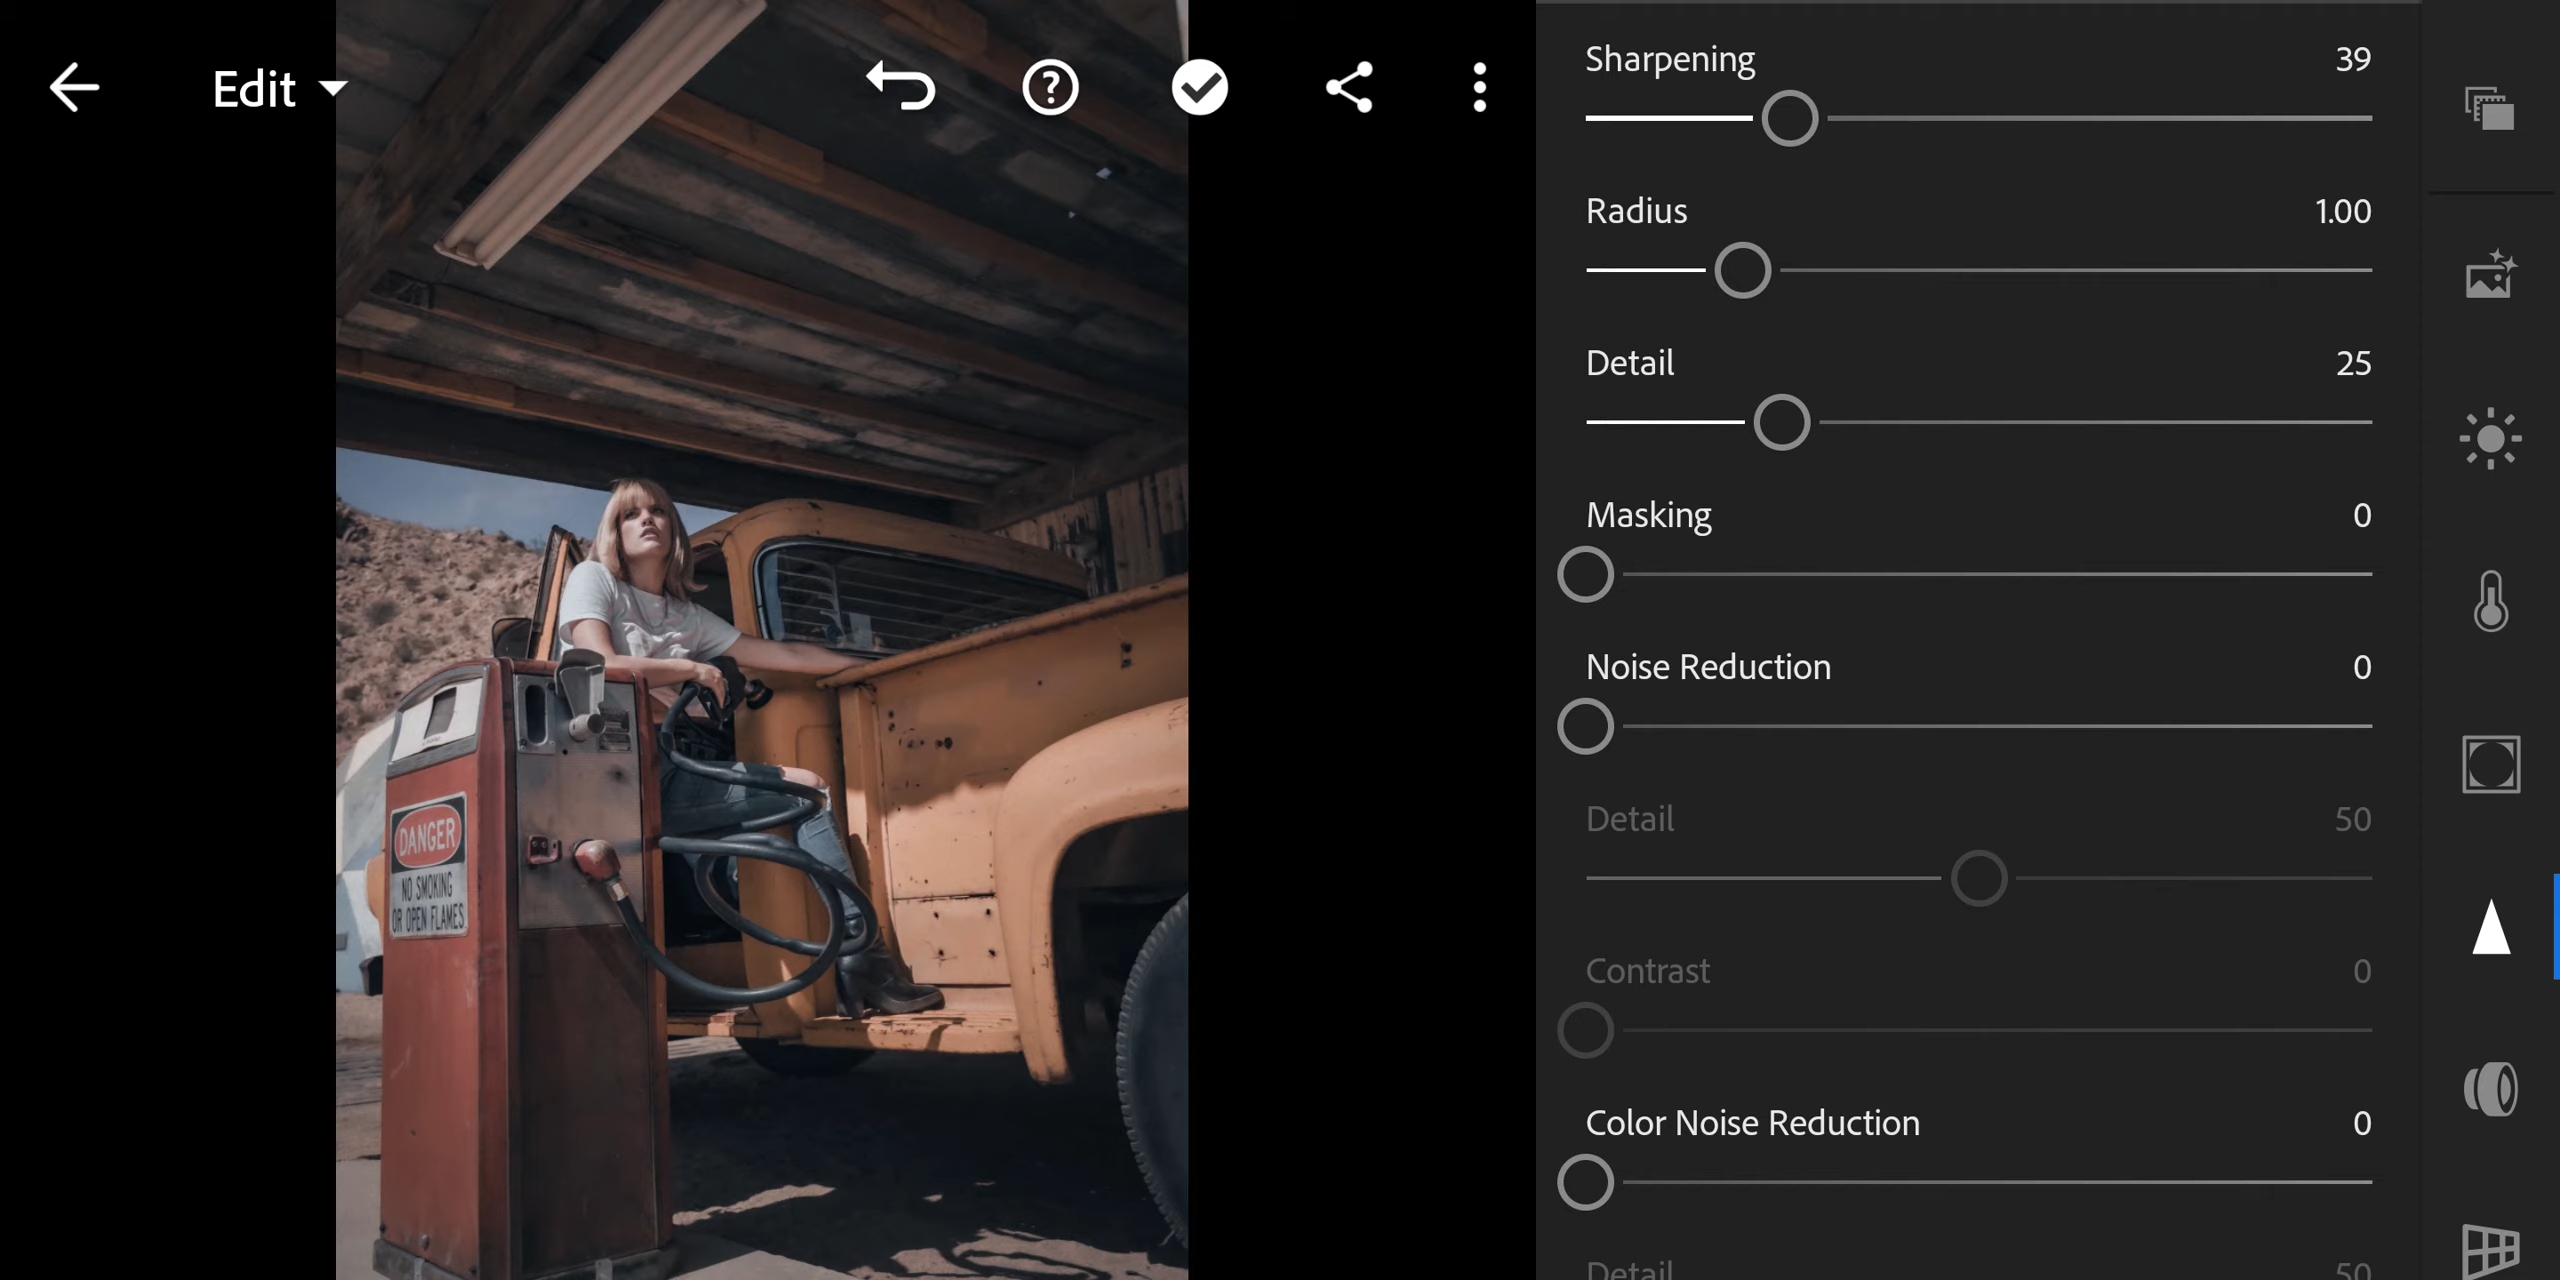 Edit
Sharpening 39
Radius 1.00
Detail 25
Masking 0
Noise Reduction 0
Detail 50
Contrast 0
Color Noise Reduction 0
Detail 50
DANGER
NO SMOKING
OR OPEN FLAMES